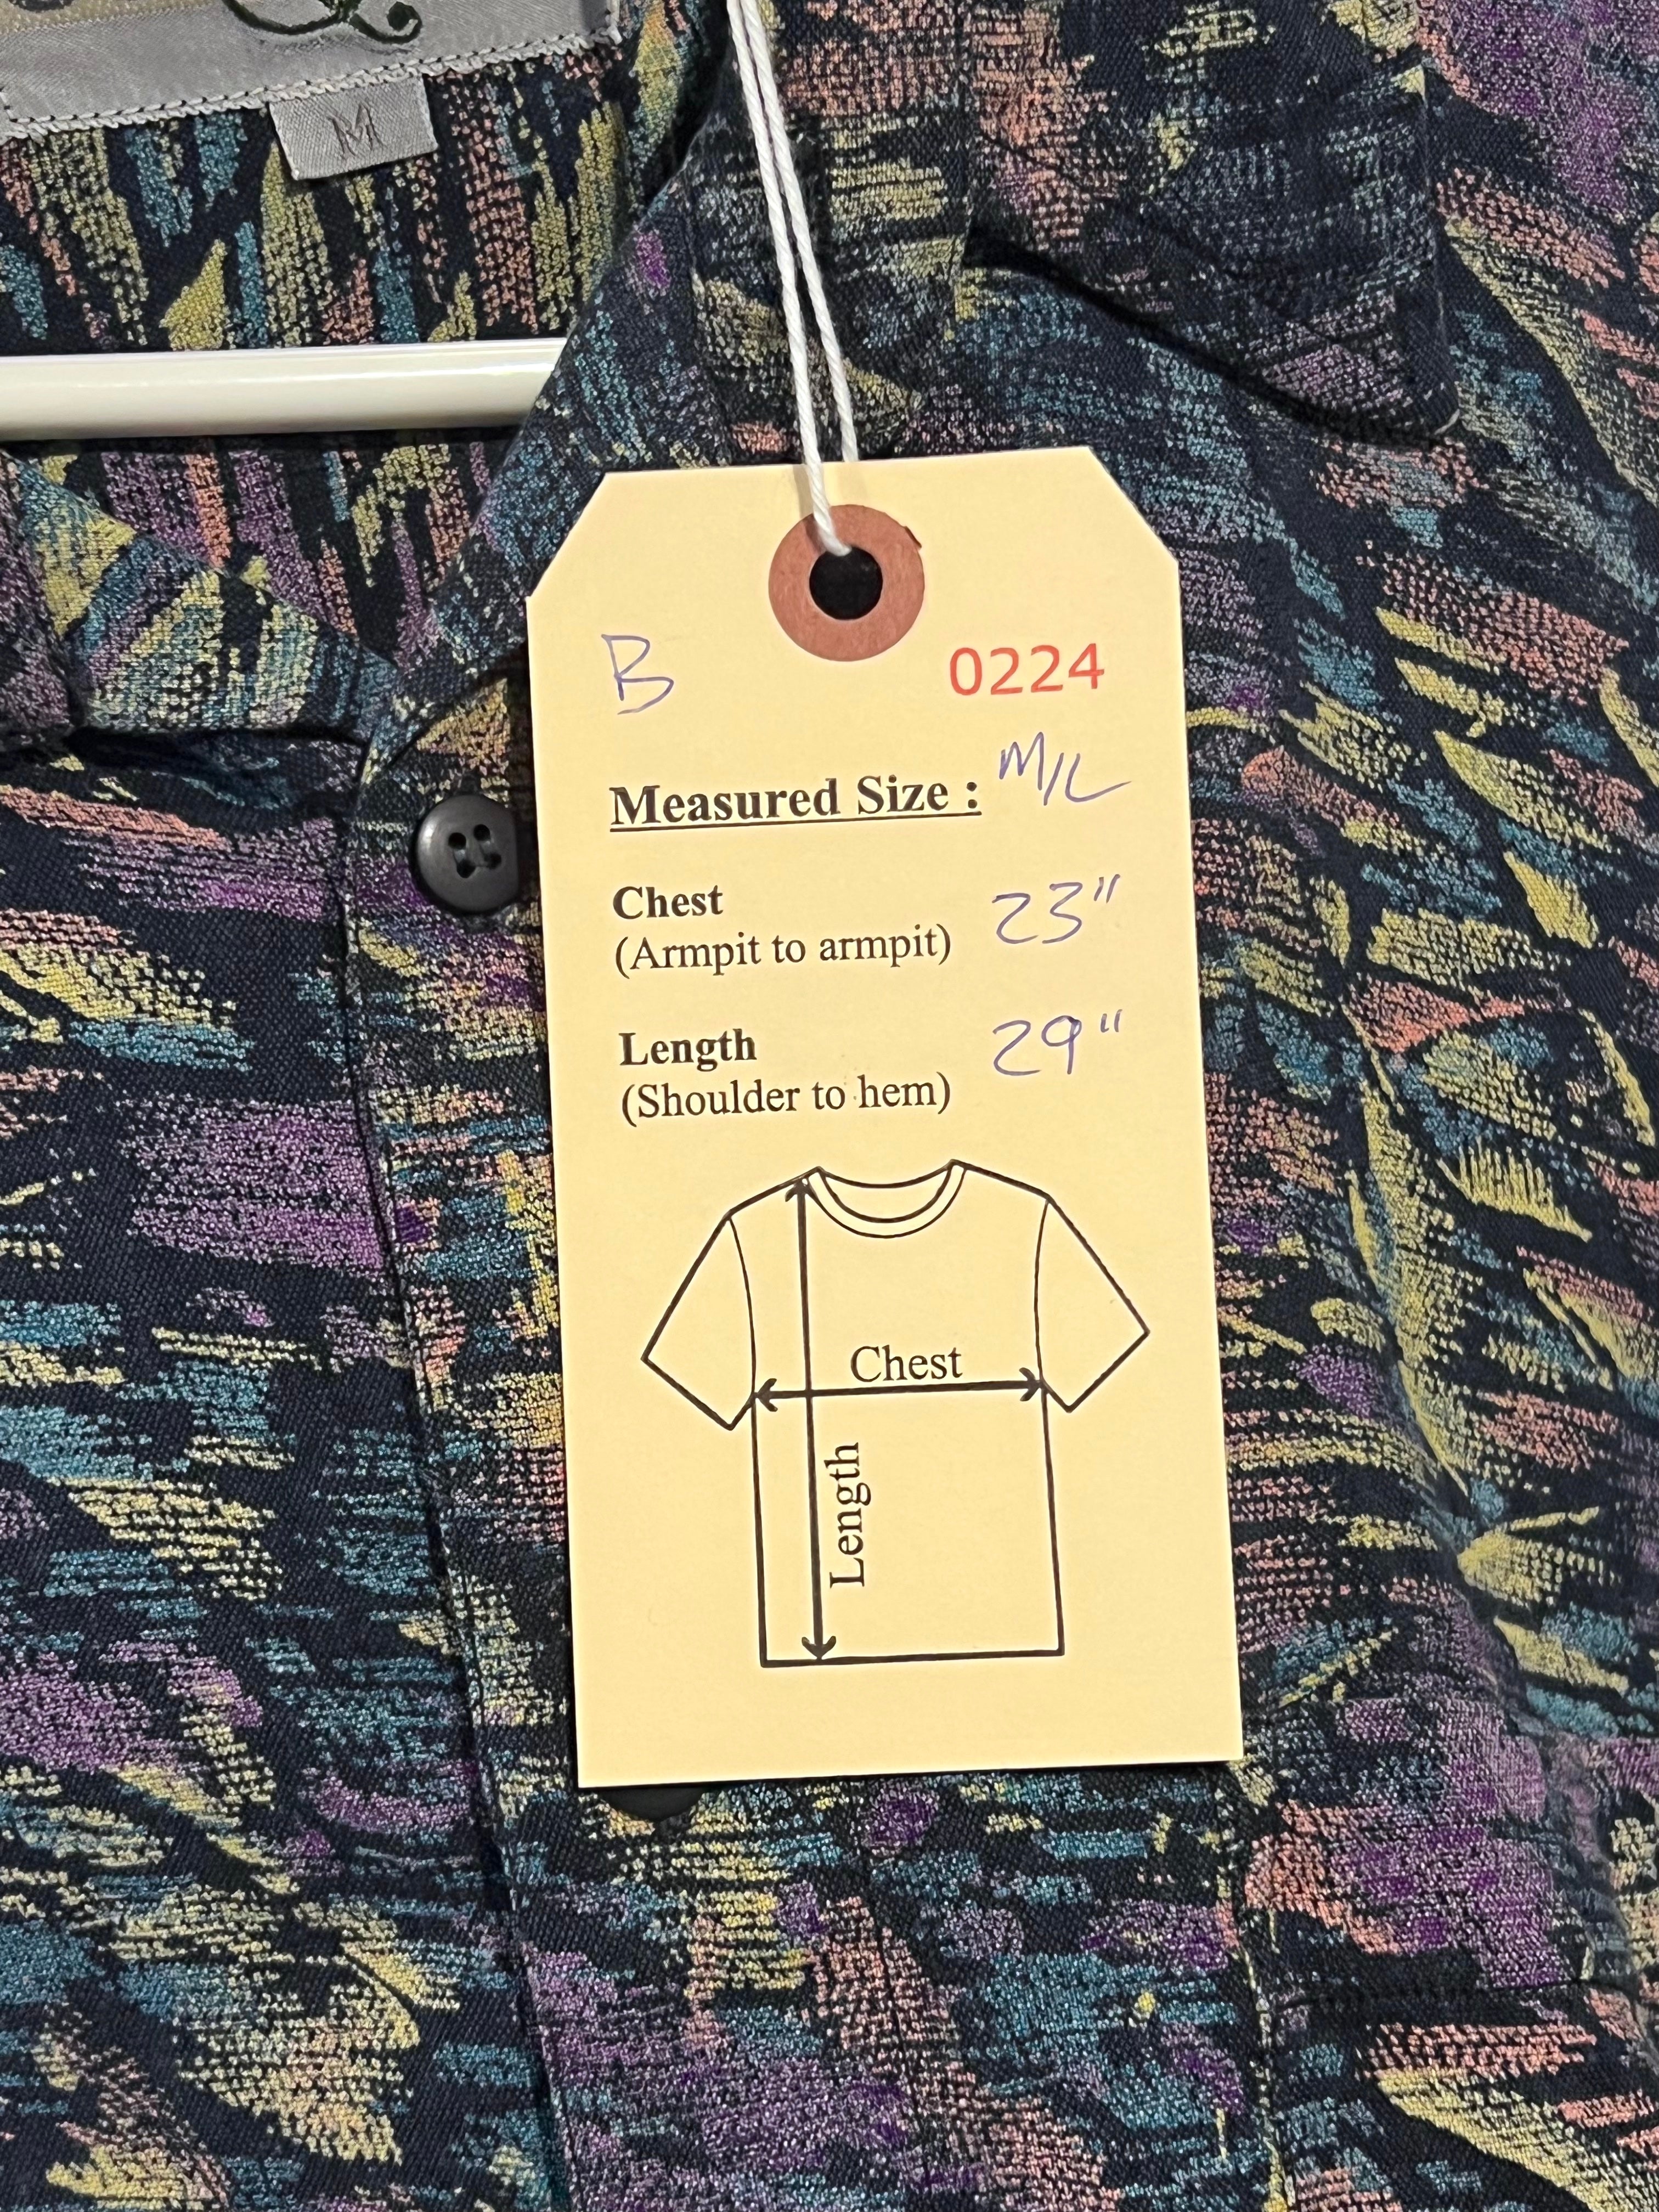 M
B 0224
Measured Size : M/L
Chest 23"
(Armpit to armpit)
Length 29"
(Shoulder to hem)
Chest
Length